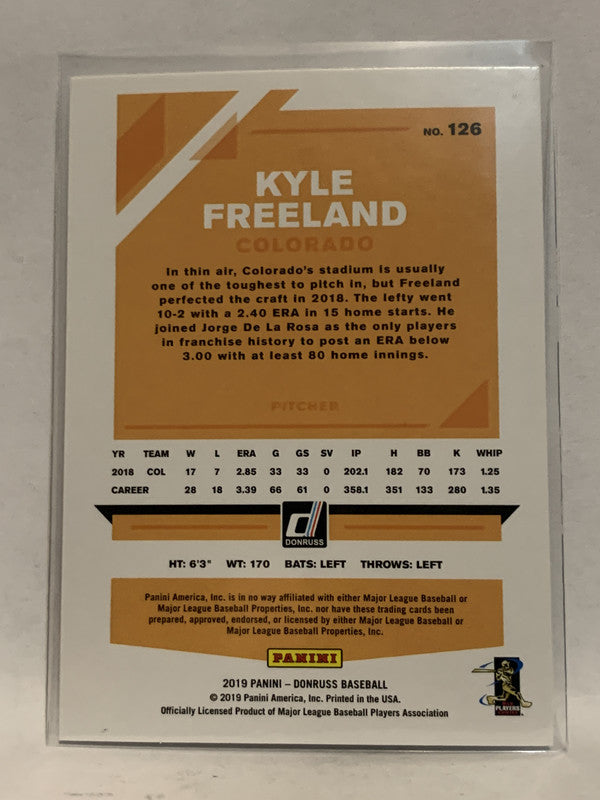 NO. 126
KYLE
FREELAND
COLORADO
In thin air, Colorado's stadium is usually
one of the toughest to pitch in, but Freeland
perfected the craft in 2018. The lefty went
10-2 with a 2.40 ERA in 15 home starts. He
joined Jorge De La Rosa as the only players
in franchise history to post an ERA below
3.00 with at least 80 home innings.
PITCHER
YR TEAM W L ERA G GS SV IP H BB K WHIP
2018 COL 17 7 2.85 33 33 0 202.1 182 70 173 1.25
CAREER 28 18 3.39 66 61 0 358.1 351 133 280 1.35
d
DONRUSS
HT: 6'3" WT: 170 BATS: LEFT THROWS: LEFT
Panini America, Inc. is in no way affiliated with either Major League Baseball or
Major League Baseball Properties, Inc. nor have these trading cards been
prepared, approved, endorsed, or licensed by either Major League Baseball or
Major League Baseball Properties, Inc.
PANINI
2019 PANINI – DONRUSS BASEBALL
© 2019 Panini America, Inc. Printed in the USA.
Officially Licensed Product of Major League Baseball Players Association
PLAYERS